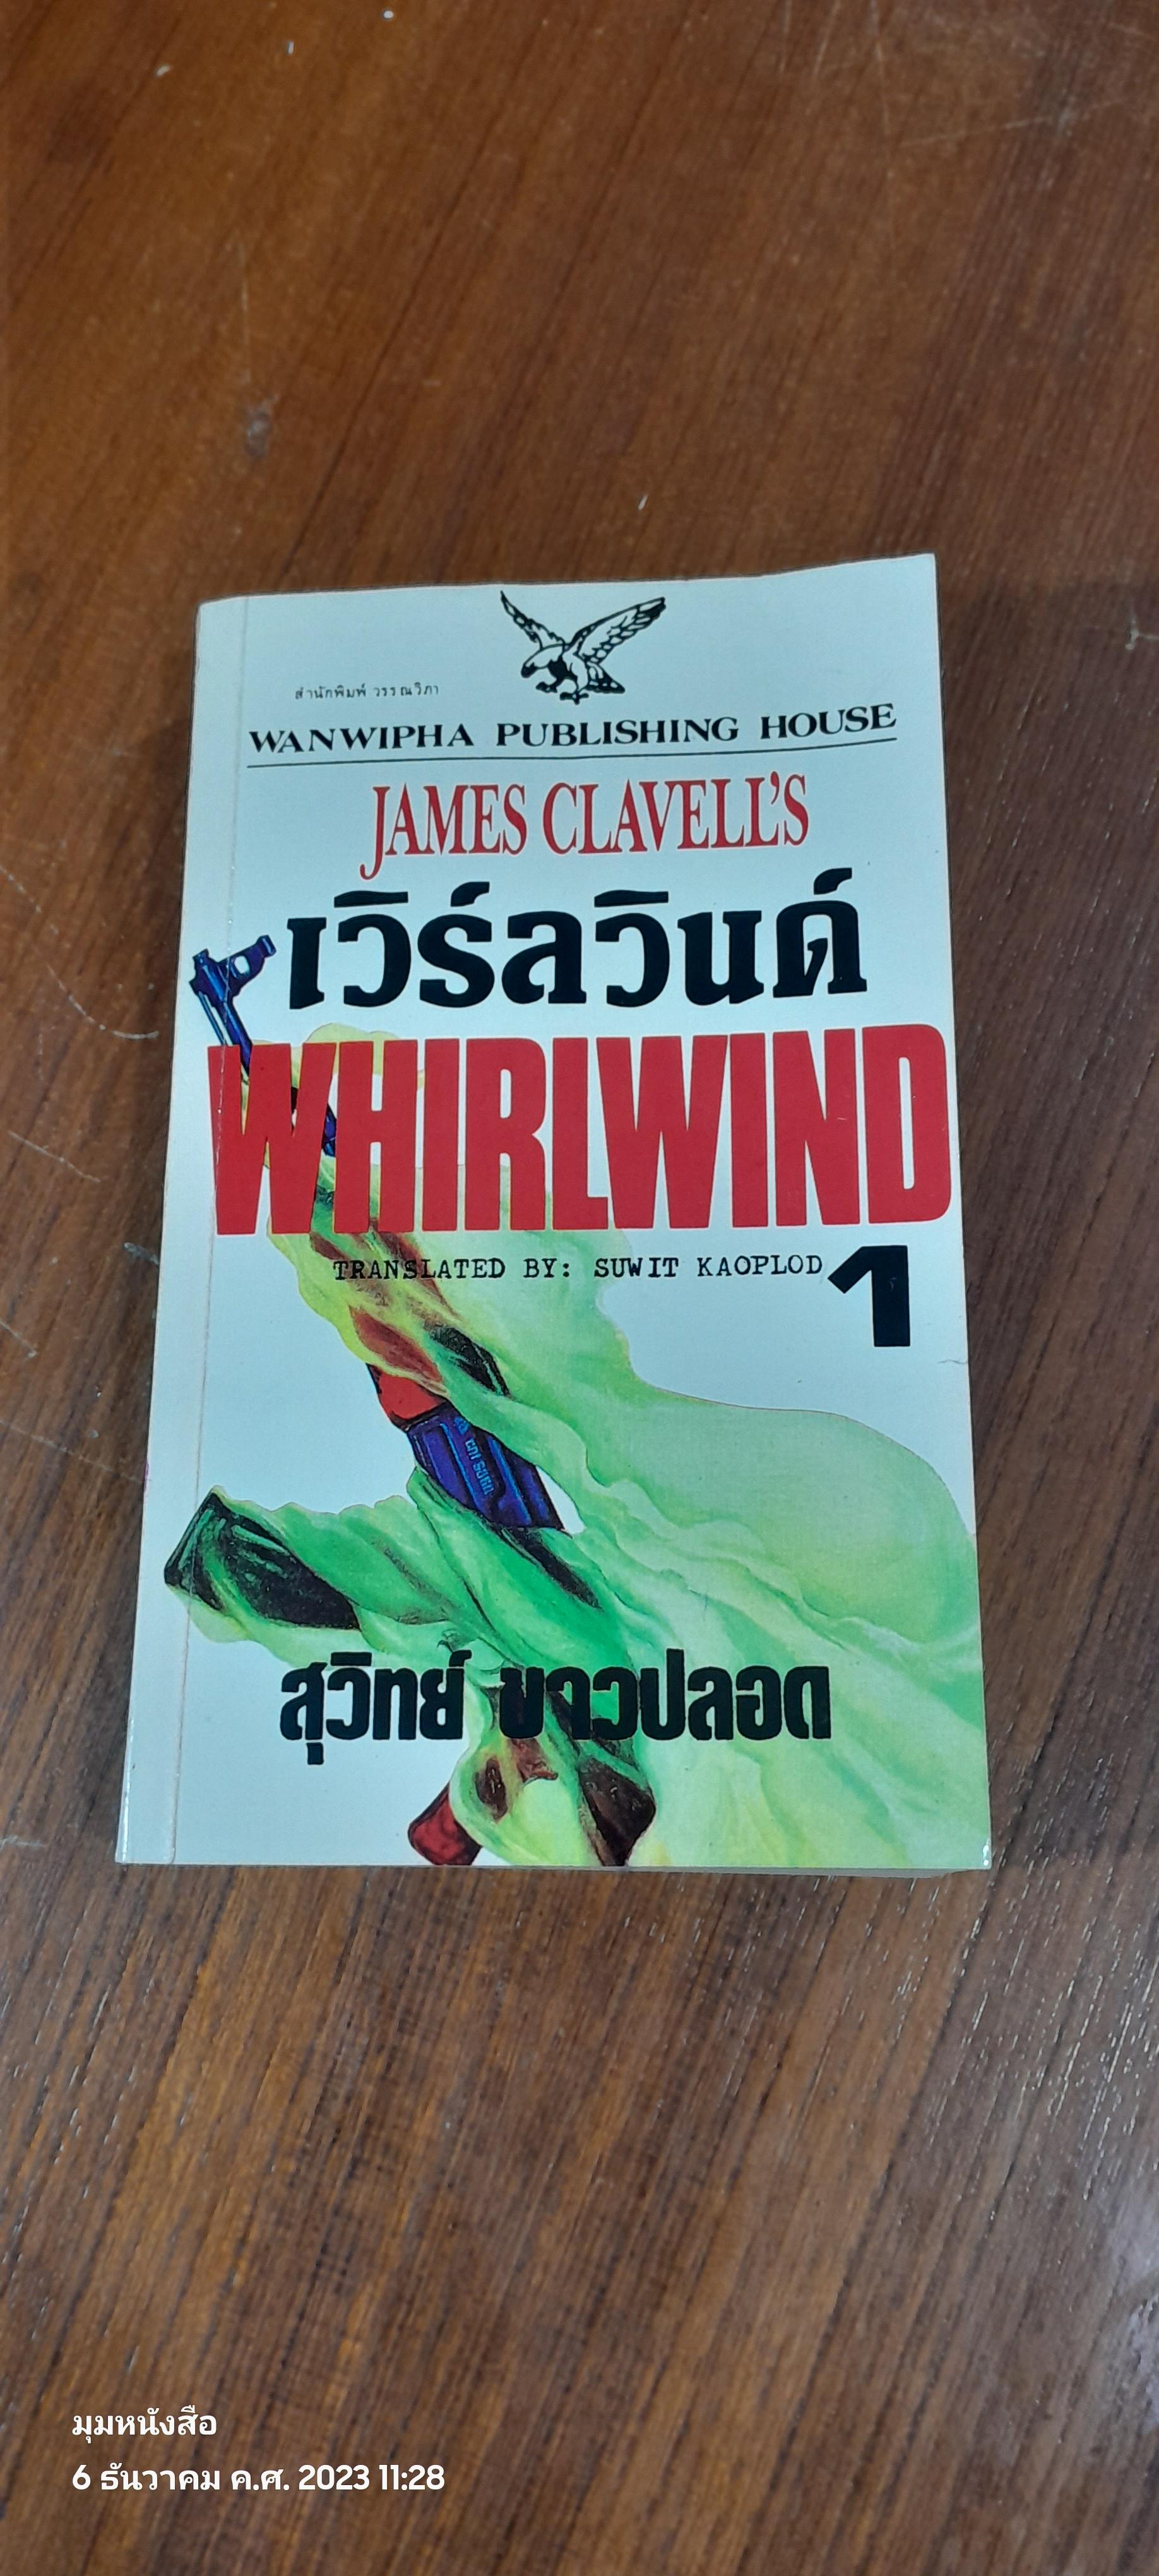 สำนักพิมพ์ วรรณวิภา
WANWIPHA PUBLISHING HOUSE
JAMES CLAVELL'S
เวิร์ลวินด์
WHIRLWIND
TRANSLATED BY: SUWIT KAOPLOD
1
สุวิทย์ ขาวปลอด
มุมหนังสือ
6 ธันวาคม ค.ศ. 2023 11:28